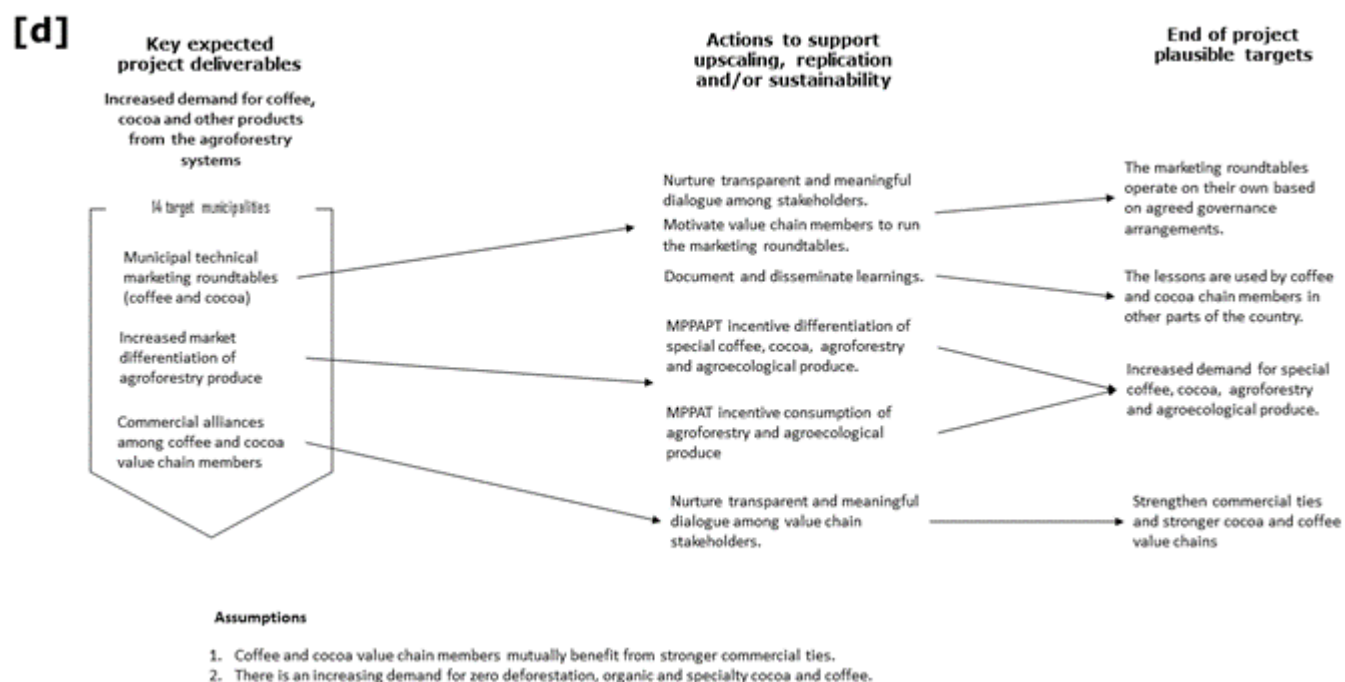 [d]
Key expected
project deliverables
Increased demand for coffee,
cocoa and other products
from the agroforestry
systems
14 target municipalities
Municipal technical
marketing roundtables
(coffee and cocoa)
Increased market
differentiation of
agroforestry produce
Commercial alliances
among coffee and cocoa
value chain members
Actions to support
upscaling, replication
and/or sustainability
Nurture transparent and meaningful
dialogue among stakeholders.
Motivate value chain members to run
the marketing roundtables.
Document and disseminate learnings.
MPPAPT incentive differentiation of
special coffee, cocoa, agroforestry
and agroecological produce.
MPPAT incentive consumption of
agroforestry and agroecological
produce
Nurture transparent and meaningful
dialogue among value chain
stakeholders.
End of project
plausible targets
The marketing roundtables
operate on their own based
on agreed governance
arrangements.
The lessons are used by coffee
and cocoa chain members in
other parts of the country.
Increased demand for special
coffee, cocoa, agroforestry
and agroecological produce.
Strengthen commercial ties
and stronger cocoa and coffee
value chains
Assumptions
1. Coffee and cocoa value chain members mutually benefit from stronger commercial ties.
2. There is an increasing demand for zero deforestation, organic and specialty cocoa and coffee.